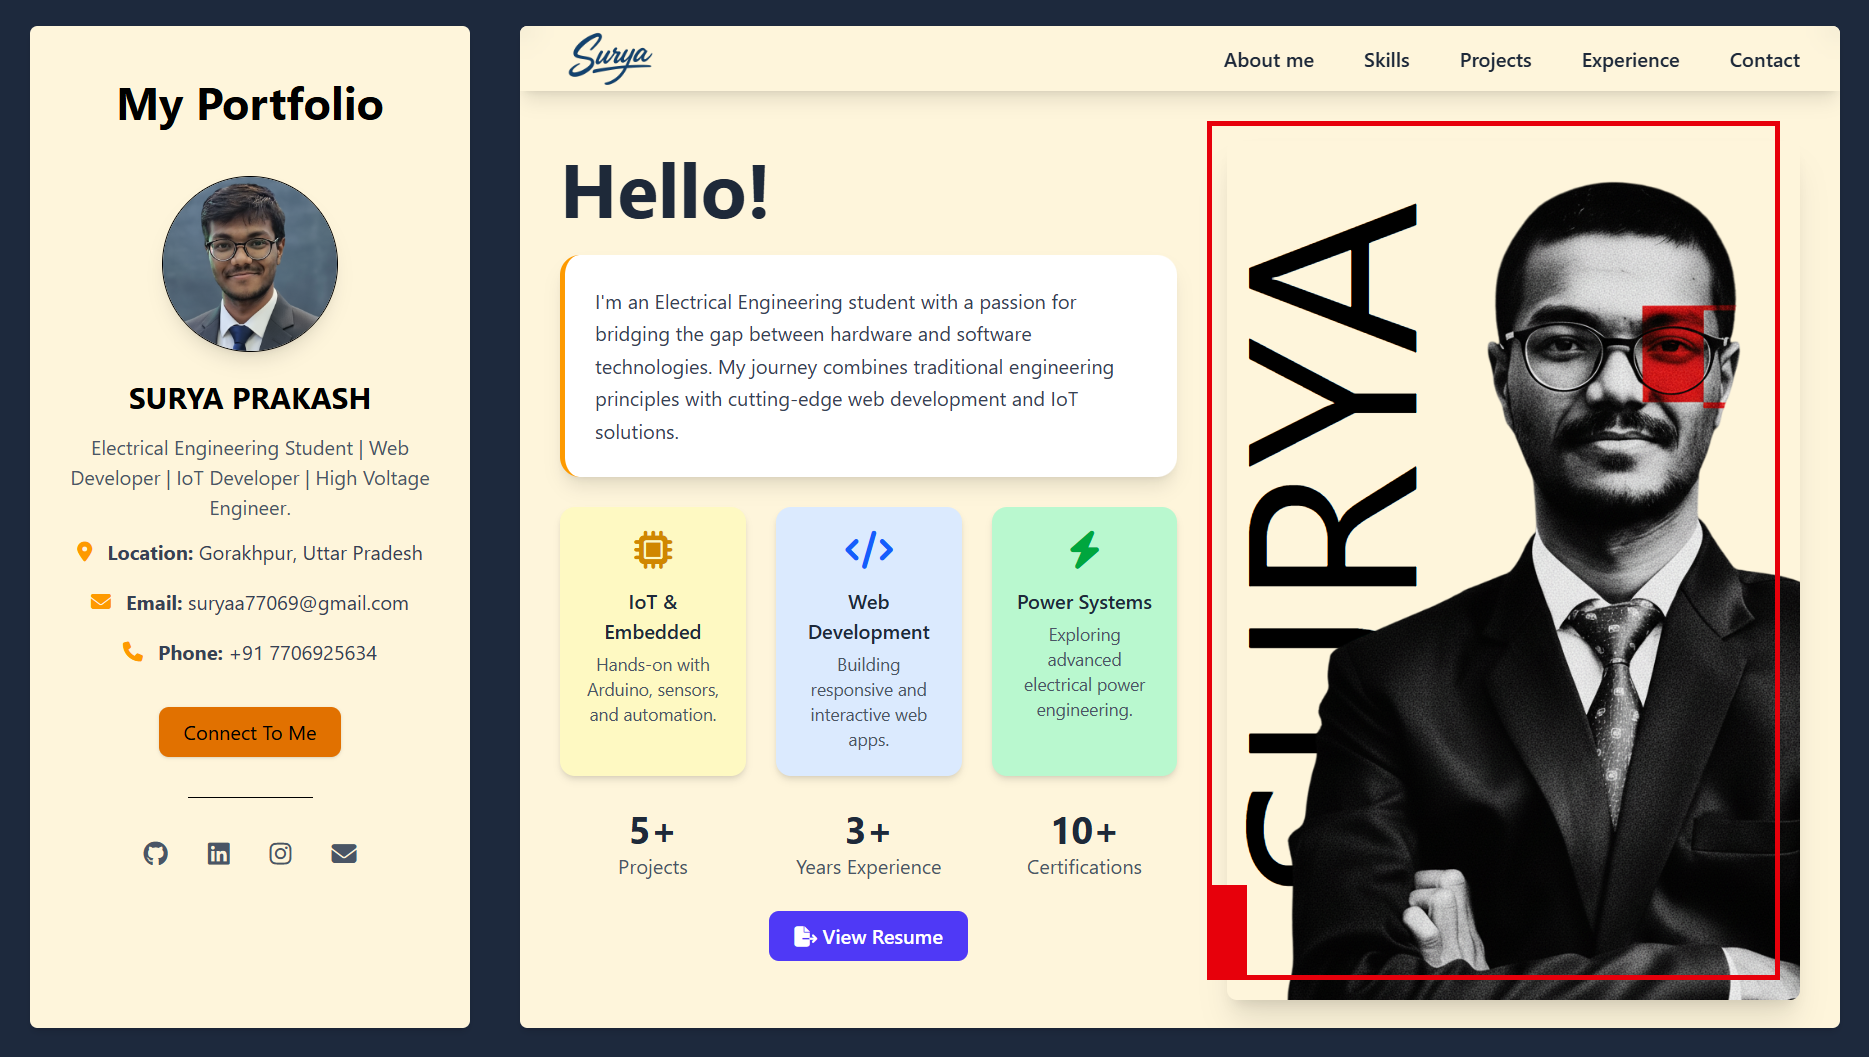 My Portfolio
SURYA PRAKASH
Electrical Engineering Student | Web
Developer | IoT Developer | High Voltage
Engineer.
Location: Gorakhpur, Uttar Pradesh
Email: suryaa77069@gmail.com
Phone: +91 7706925634
Connect To Me
Surya
About me
Skills
Projects
Experience
Contact
Hello!
I'm an Electrical Engineering student with a passion for
bridging the gap between hardware and software
technologies. My journey combines traditional engineering
principles with cutting-edge web development and IoT
solutions.
IoT &
Embedded
Hands-on with
Arduino, sensors,
and automation.
Web
Development
Building
responsive and
interactive web
apps.
Power Systems
Exploring
advanced
electrical power
engineering.
5+
Projects
3+
Years Experience
10+
Certifications
View Resume
SURYA